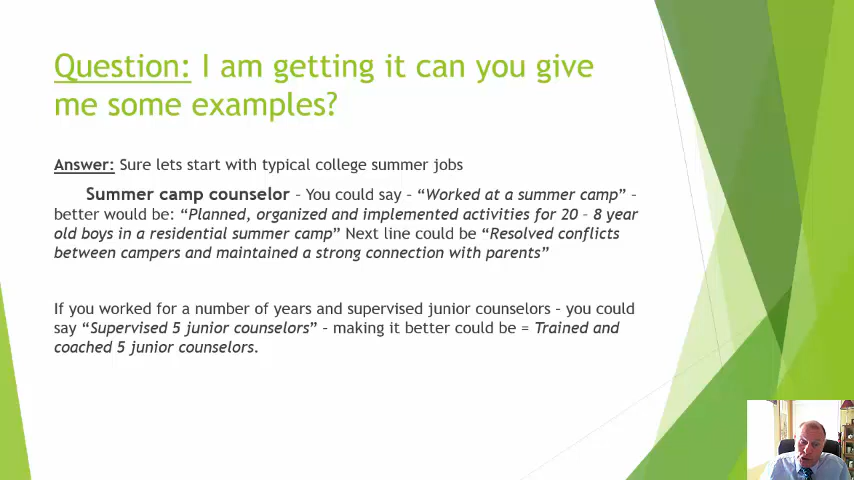 Question: I am getting it can you give
me some examples?
Answer: Sure lets start with typical college summer jobs
Summer camp counselor – You could say – “Worked at a summer camp” –
better would be: “Planned, organized and implemented activities for 20 – 8 year
old boys in a residential summer camp” Next line could be “Resolved conflicts
between campers and maintained a strong connection with parents”
If you worked for a number of years and supervised junior counselors – you could
say “Supervised 5 junior counselors” – making it better could be = Trained and
coached 5 junior counselors.